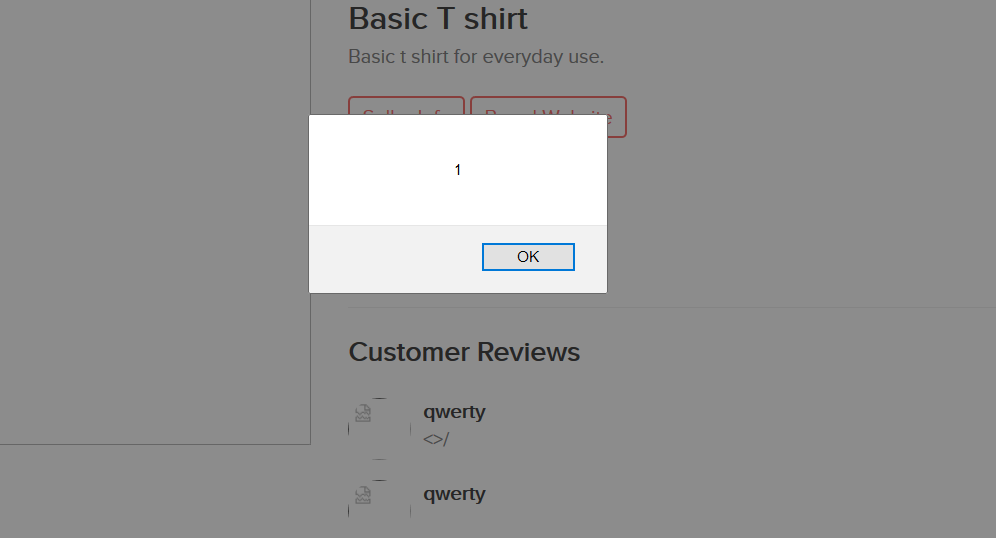 Basic T shirt
Basic t shirt for everyday use.
1
OK
Customer Reviews
qwerty
<>/
qwerty